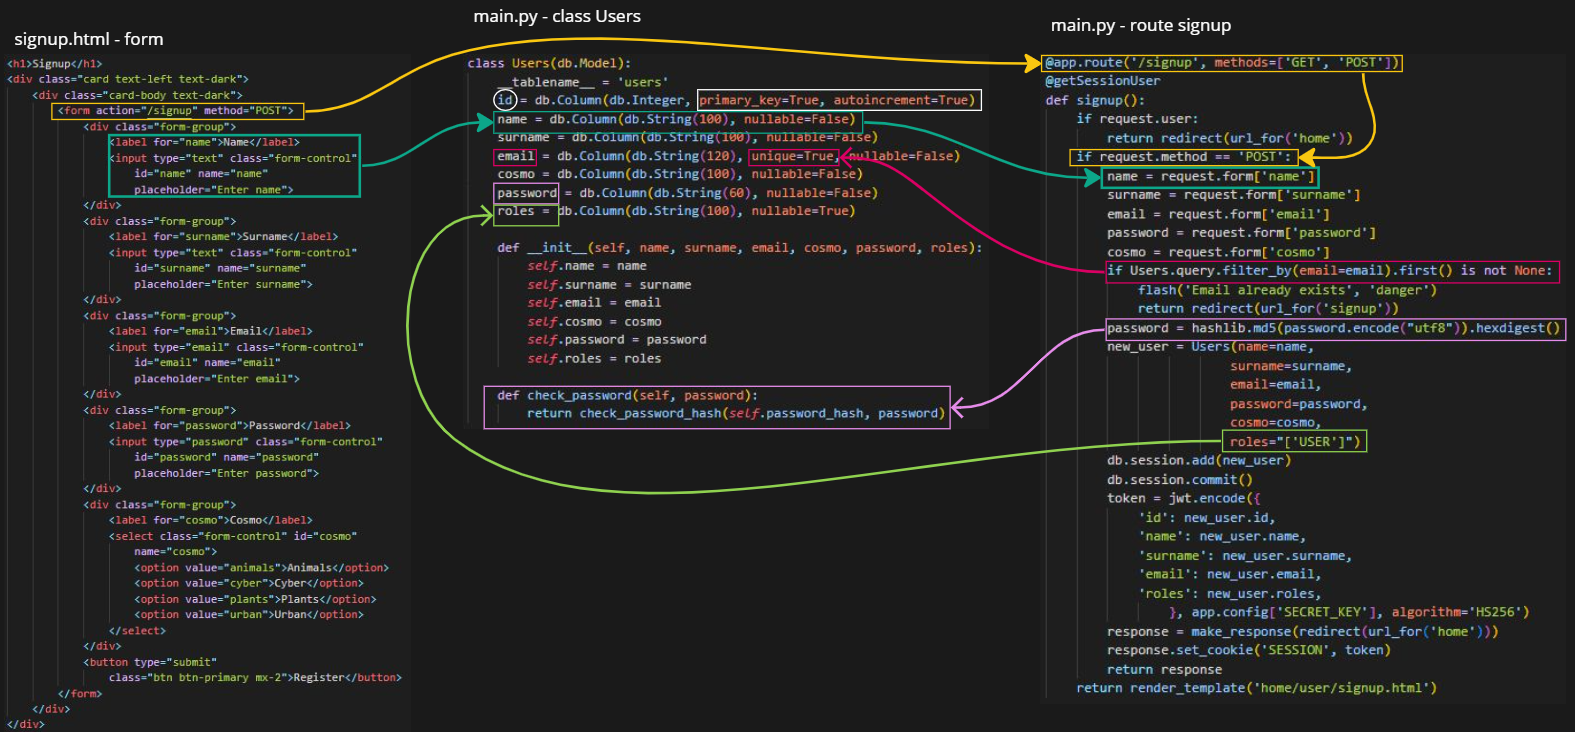 signup.html - form
<h1>Signup</h1>
<div class="card text-left text-dark">
<div class="card-body text-dark">
<form action="/signup" method="POST">
<div class="form-group">
<label for="name">Name</label>
<input type="text" class="form-control"
id="name" name="name"
placeholder="Enter name">
</div>
<div class="form-group">
<label for="surname">Surname</label>
<input type="text" class="form-control"
id="surname" name="surname"
placeholder="Enter surname">
</div>
<div class="form-group">
<label for="email">Email</label>
<input type="email" class="form-control"
id="email" name="email"
placeholder="Enter email">
</div>
<div class="form-group">
<label for="password">Password</label>
<input type="password" class="form-control"
id="password" name="password"
placeholder="Enter password">
</div>
<div class="form-group">
<label for="cosmo">Cosmo</label>
<select class="form-control" id="cosmo"
name="cosmo">
<option value="animals">Animals</option>
<option value="cyber">Cyber</option>
<option value="plants">Plants</option>
<option value="urban">Urban</option>
</select>
</div>
<button type="submit"
class="btn btn-primary mx-2">Register</button>
</form>
</div>
</div>
main.py - class Users
class Users(db.Model):
__tablename__ = 'users'
id = db.Column(db.Integer, primary_key=True, autoincrement=True)
name = db.Column(db.String(100), nullable=False)
surname = db.Column(db.String(100), nullable=False)
email = db.Column(db.String(120), unique=True, nullable=False)
cosmo = db.Column(db.String(100), nullable=False)
password = db.Column(db.String(60), nullable=False)
roles = db.Column(db.String(100), nullable=True)
def __init__(self, name, surname, email, cosmo, password, roles):
self.name = name
self.surname = surname
self.email = email
self.cosmo = cosmo
self.password = password
self.roles = roles
def check_password(self, password):
return check_password_hash(self.password_hash, password)
main.py - route signup
@app.route('/signup', methods=['GET', 'POST'])
@getSessionUser
def signup():
if request.user:
return redirect(url_for('home'))
if request.method == 'POST':
name = request.form['name']
surname = request.form['surname']
email = request.form['email']
password = request.form['password']
cosmo = request.form['cosmo']
if Users.query.filter_by(email=email).first() is not None:
flash('Email already exists', 'danger')
return redirect(url_for('signup'))
password = hashlib.md5(password.encode("utf8")).hexdigest()
new_user = Users(name=name,
surname=surname,
email=email,
password=password,
cosmo=cosmo,
roles="['USER']")
db.session.add(new_user)
db.session.commit()
token = jwt.encode({
'id': new_user.id,
'name': new_user.name,
'surname': new_user.surname,
'email': new_user.email,
'roles': new_user.roles,
}, app.config['SECRET_KEY'], algorithm='HS256')
response = make_response(redirect(url_for('home')))
response.set_cookie('SESSION', token)
return response
return render_template('home/user/signup.html')